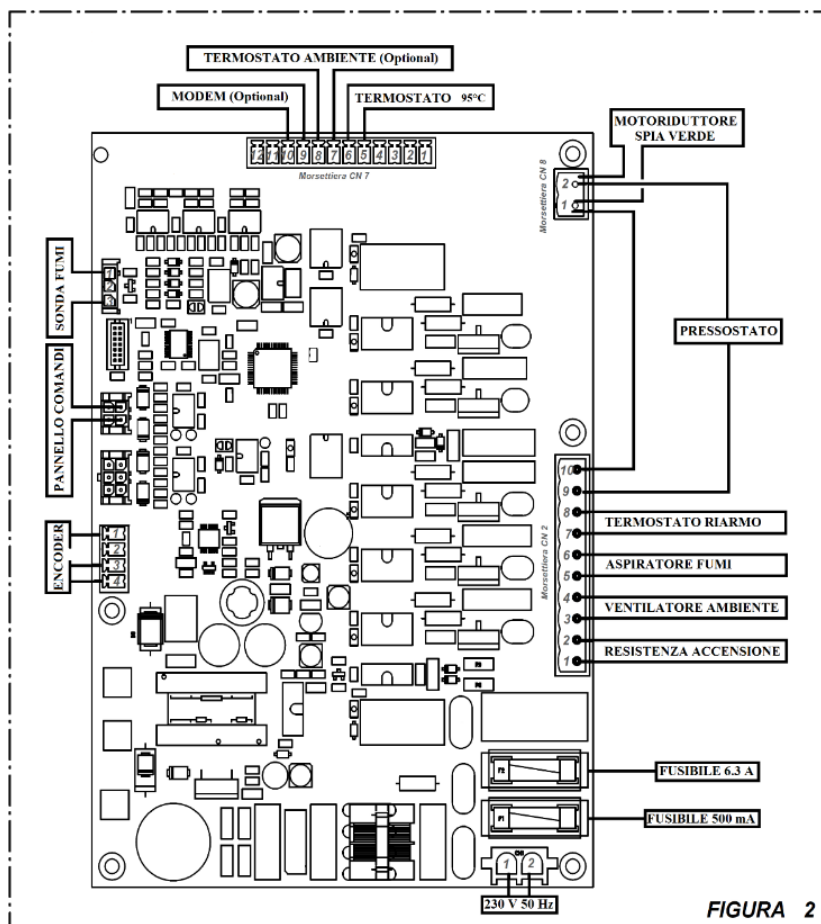 TERMOSTATO AMBIENTE (Optional)
MODEM (Optional)
TERMOSTATO 95°C
12 11 10 9 8 7 6 5 4 3 2 1
Morsettiera CN 7
MOTORIDUTTORE
SPIA VERDE
Morsettiera CN 8
2
1
SONDA FUMI
1
2
3
PRESSOSTATO
PANNELLO COMANDI
ENCODER
1
2
3
4
Morsettiera CN 2
10
9
8
7
6
5
4
3
2
1
TERMOSTATO RIARMO
ASPIRATORE FUMI
VENTILATORE AMBIENTE
RESISTENZA ACCENSIONE
F2
FUSIBILE 6.3 A
F1
FUSIBILE 500 mA
1 2
230 V 50 Hz
FIGURA 2